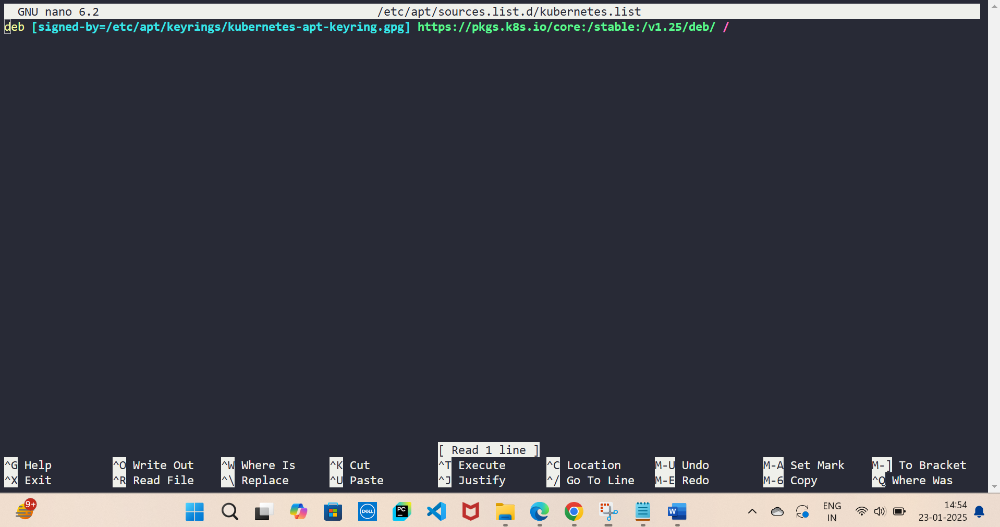 GNU nano 6.2 /etc/apt/sources.list.d/kubernetes.list
deb [signed-by=/etc/apt/keyrings/kubernetes-apt-keyring.gpg] https://pkgs.k8s.io/core:/stable:/v1.25/deb/ /
[ Read 1 line ]
^G Help ^O Write Out ^W Where Is ^K Cut ^T Execute ^C Location M-U Undo M-A Set Mark M-] To Bracket
^X Exit ^R Read File ^\ Replace ^U Paste ^J Justify ^/ Go To Line M-E Redo M-6 Copy ^Q Where Was
9+
DELL
PC
W
ENG
IN
14:54
23-01-2025